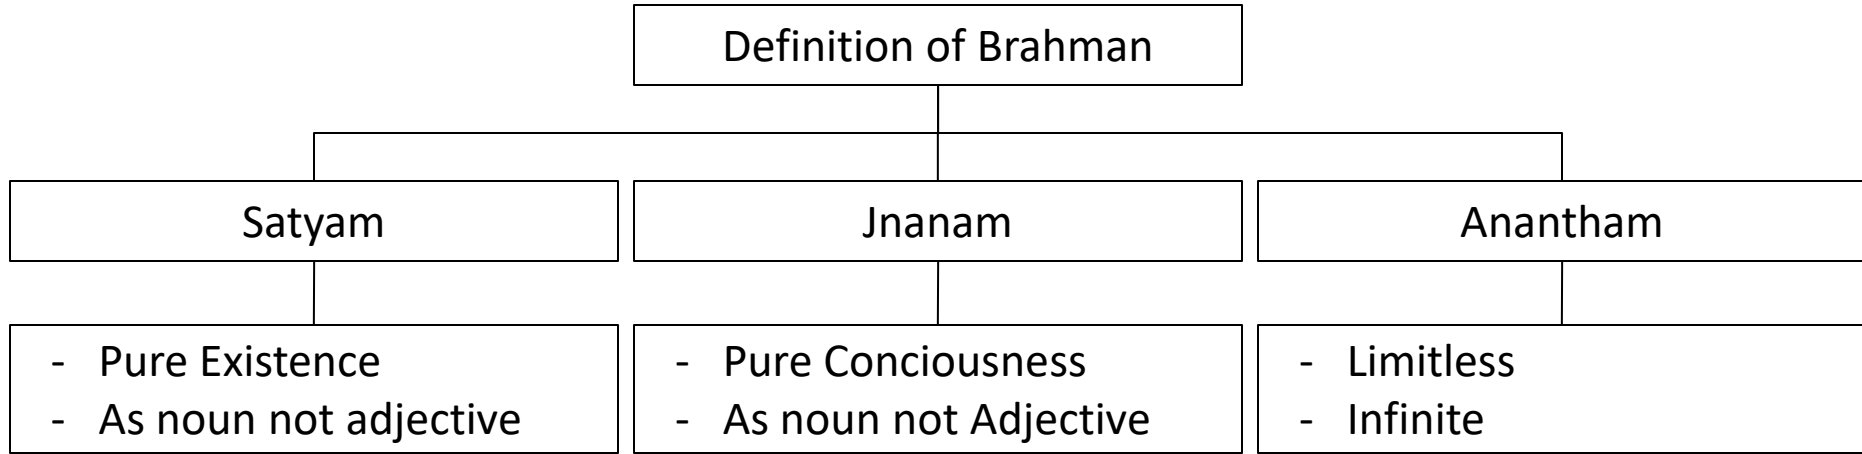 Definition of Brahman
Satyam
Jnanam
Anantham
- Pure Existence
- As noun not adjective
- Pure Conciousness
- As noun not Adjective
- Limitless
- Infinite